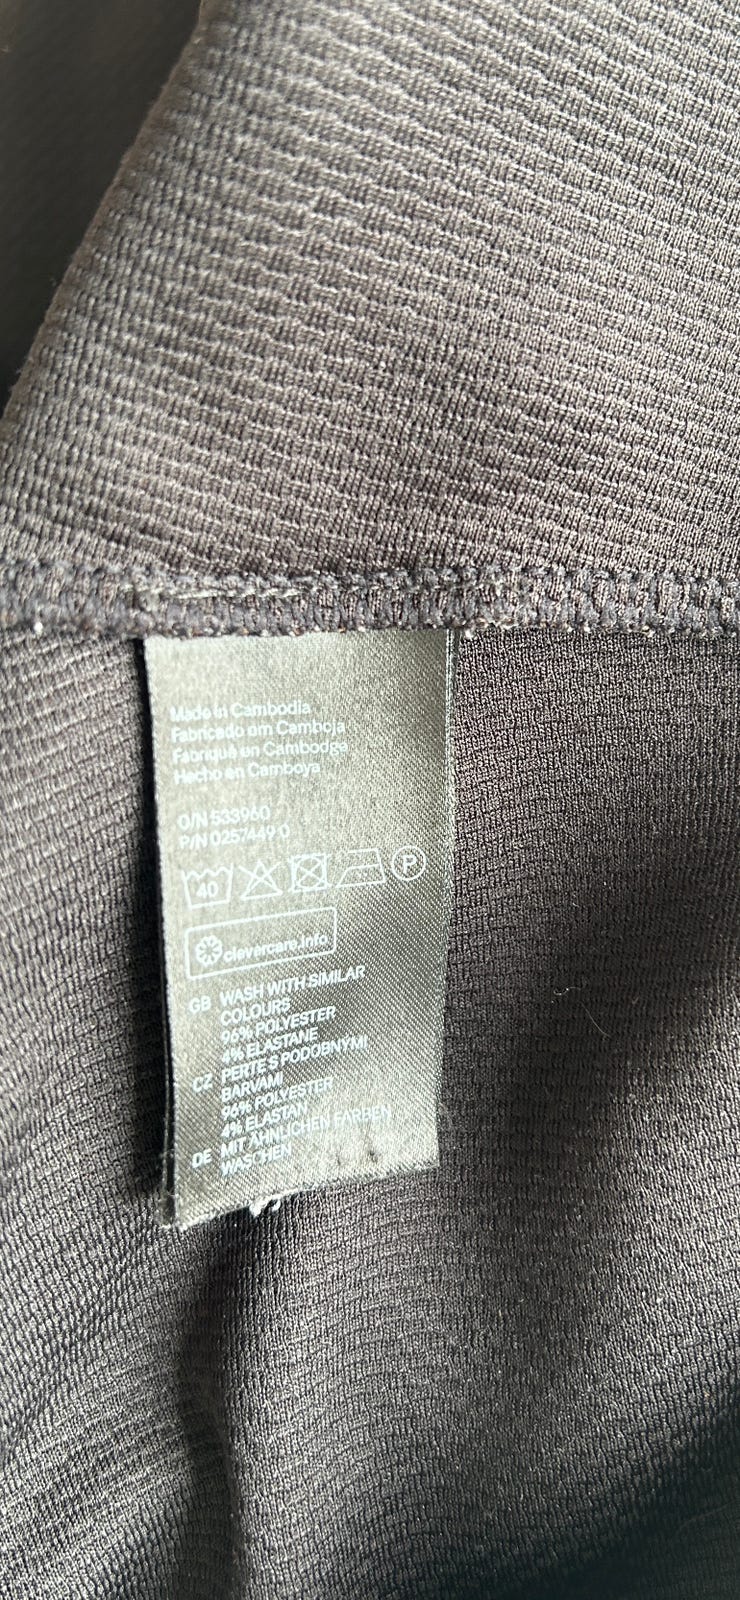 Made in Cambodia
Fabricado em Camboja
Fabriqué en Cambodge
Hecho en Camboya
O/N 533960
P/N 0257449 0
40
P
clevercare.info
GB WASH WITH SIMILAR
COLOURS
96% POLYESTER
4% ELASTANE
CZ PERTE S PODOBNÝMI
BARVAMI
96% POLYESTER
4% ELASTAN
DE MIT ÄHNLICHEN FARBEN
WASCHEN